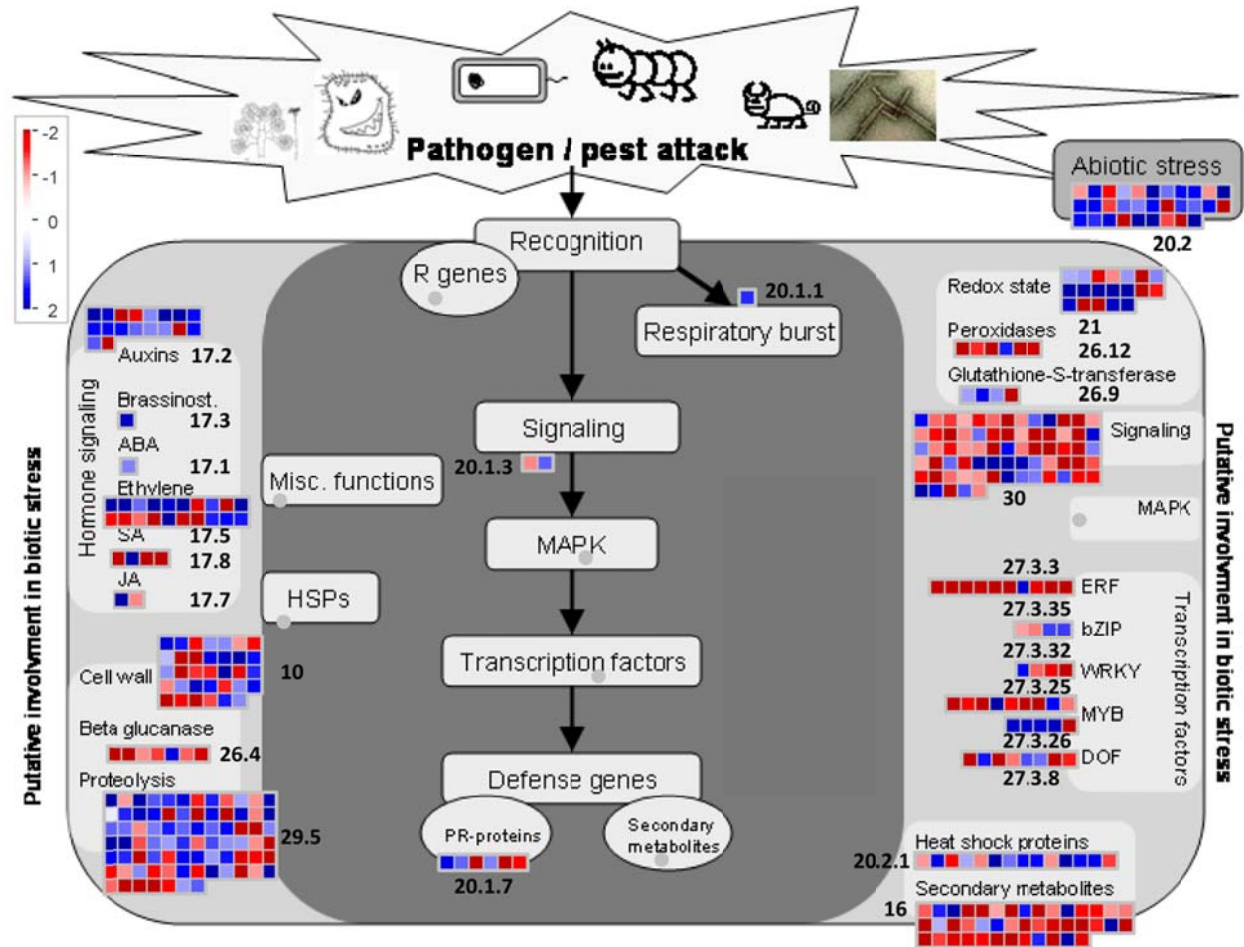 Pathogen / pest attack
-2
-1
0
1
2
Abiotic stress
20.2
Recognition
R genes
20.1.1
Respiratory burst
Signaling
20.1.3
Misc. functions
MAPK
HSPs
Transcription factors
Defense genes
PR-proteins
20.1.7
Secondary
metabolites
Putative involvment in biotic stress
Hormone signaling
Auxins 17.2
Brassinost.
17.3
ABA
17.1
Ethylene
SA 17.5
17.8
JA
17.7
Cell wall
10
Beta glucanase
26.4
Proteolysis
29.5
Redox state
21
Peroxidases
26.12
Glutathione-S-transferase
26.9
Signaling
30
MAPK
Putative involvment in biotic stress
Transcription factors
27.3.3
ERF
27.3.35
bZIP
27.3.32
WRKY
27.3.25
MYB
27.3.26
DOF
27.3.8
Heat shock proteins
20.2.1
Secondary metabolites
16